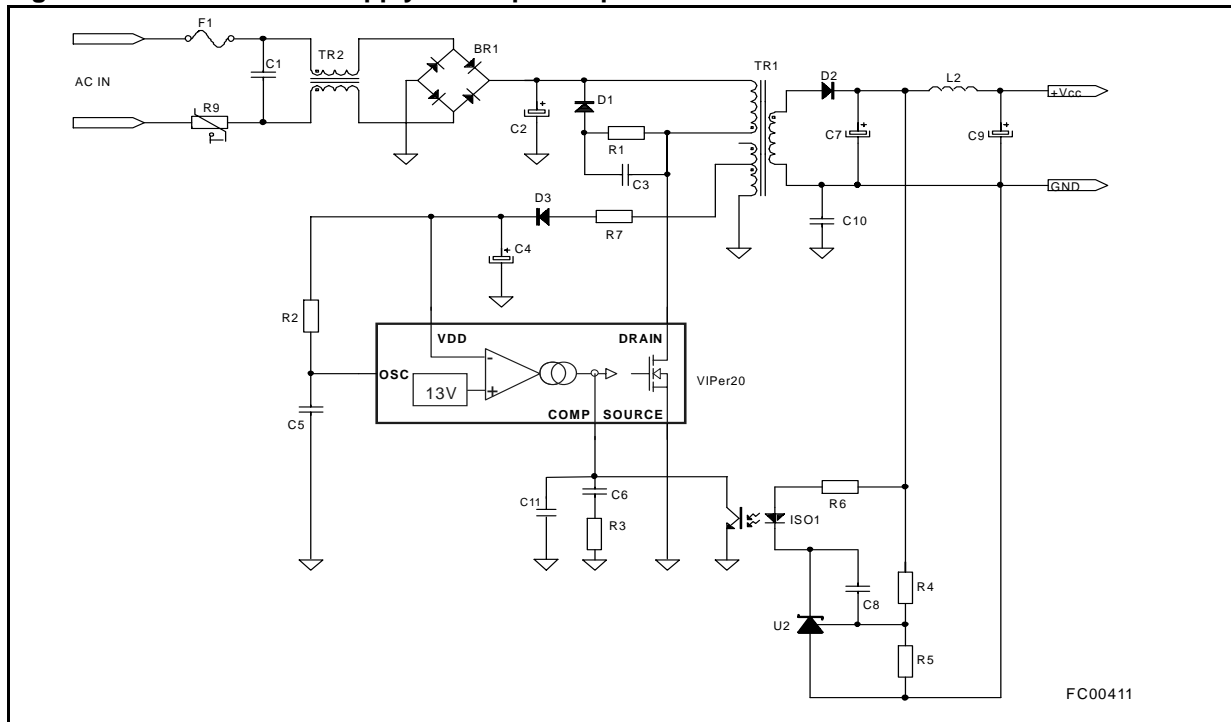 F1
BR1
TR2
TR1
D2
L2
C1
+Vcc
AC IN
D1
R9
C2
R1
C7
C9
T
C3
GND
D3
R7
C4
C10
R2
VDD
DRAIN
OSC
-
13V
+
VIPer20
COMP
SOURCE
C5
C6
C11
R6
R3
ISO1
C8
R4
U2
R5
FC00411